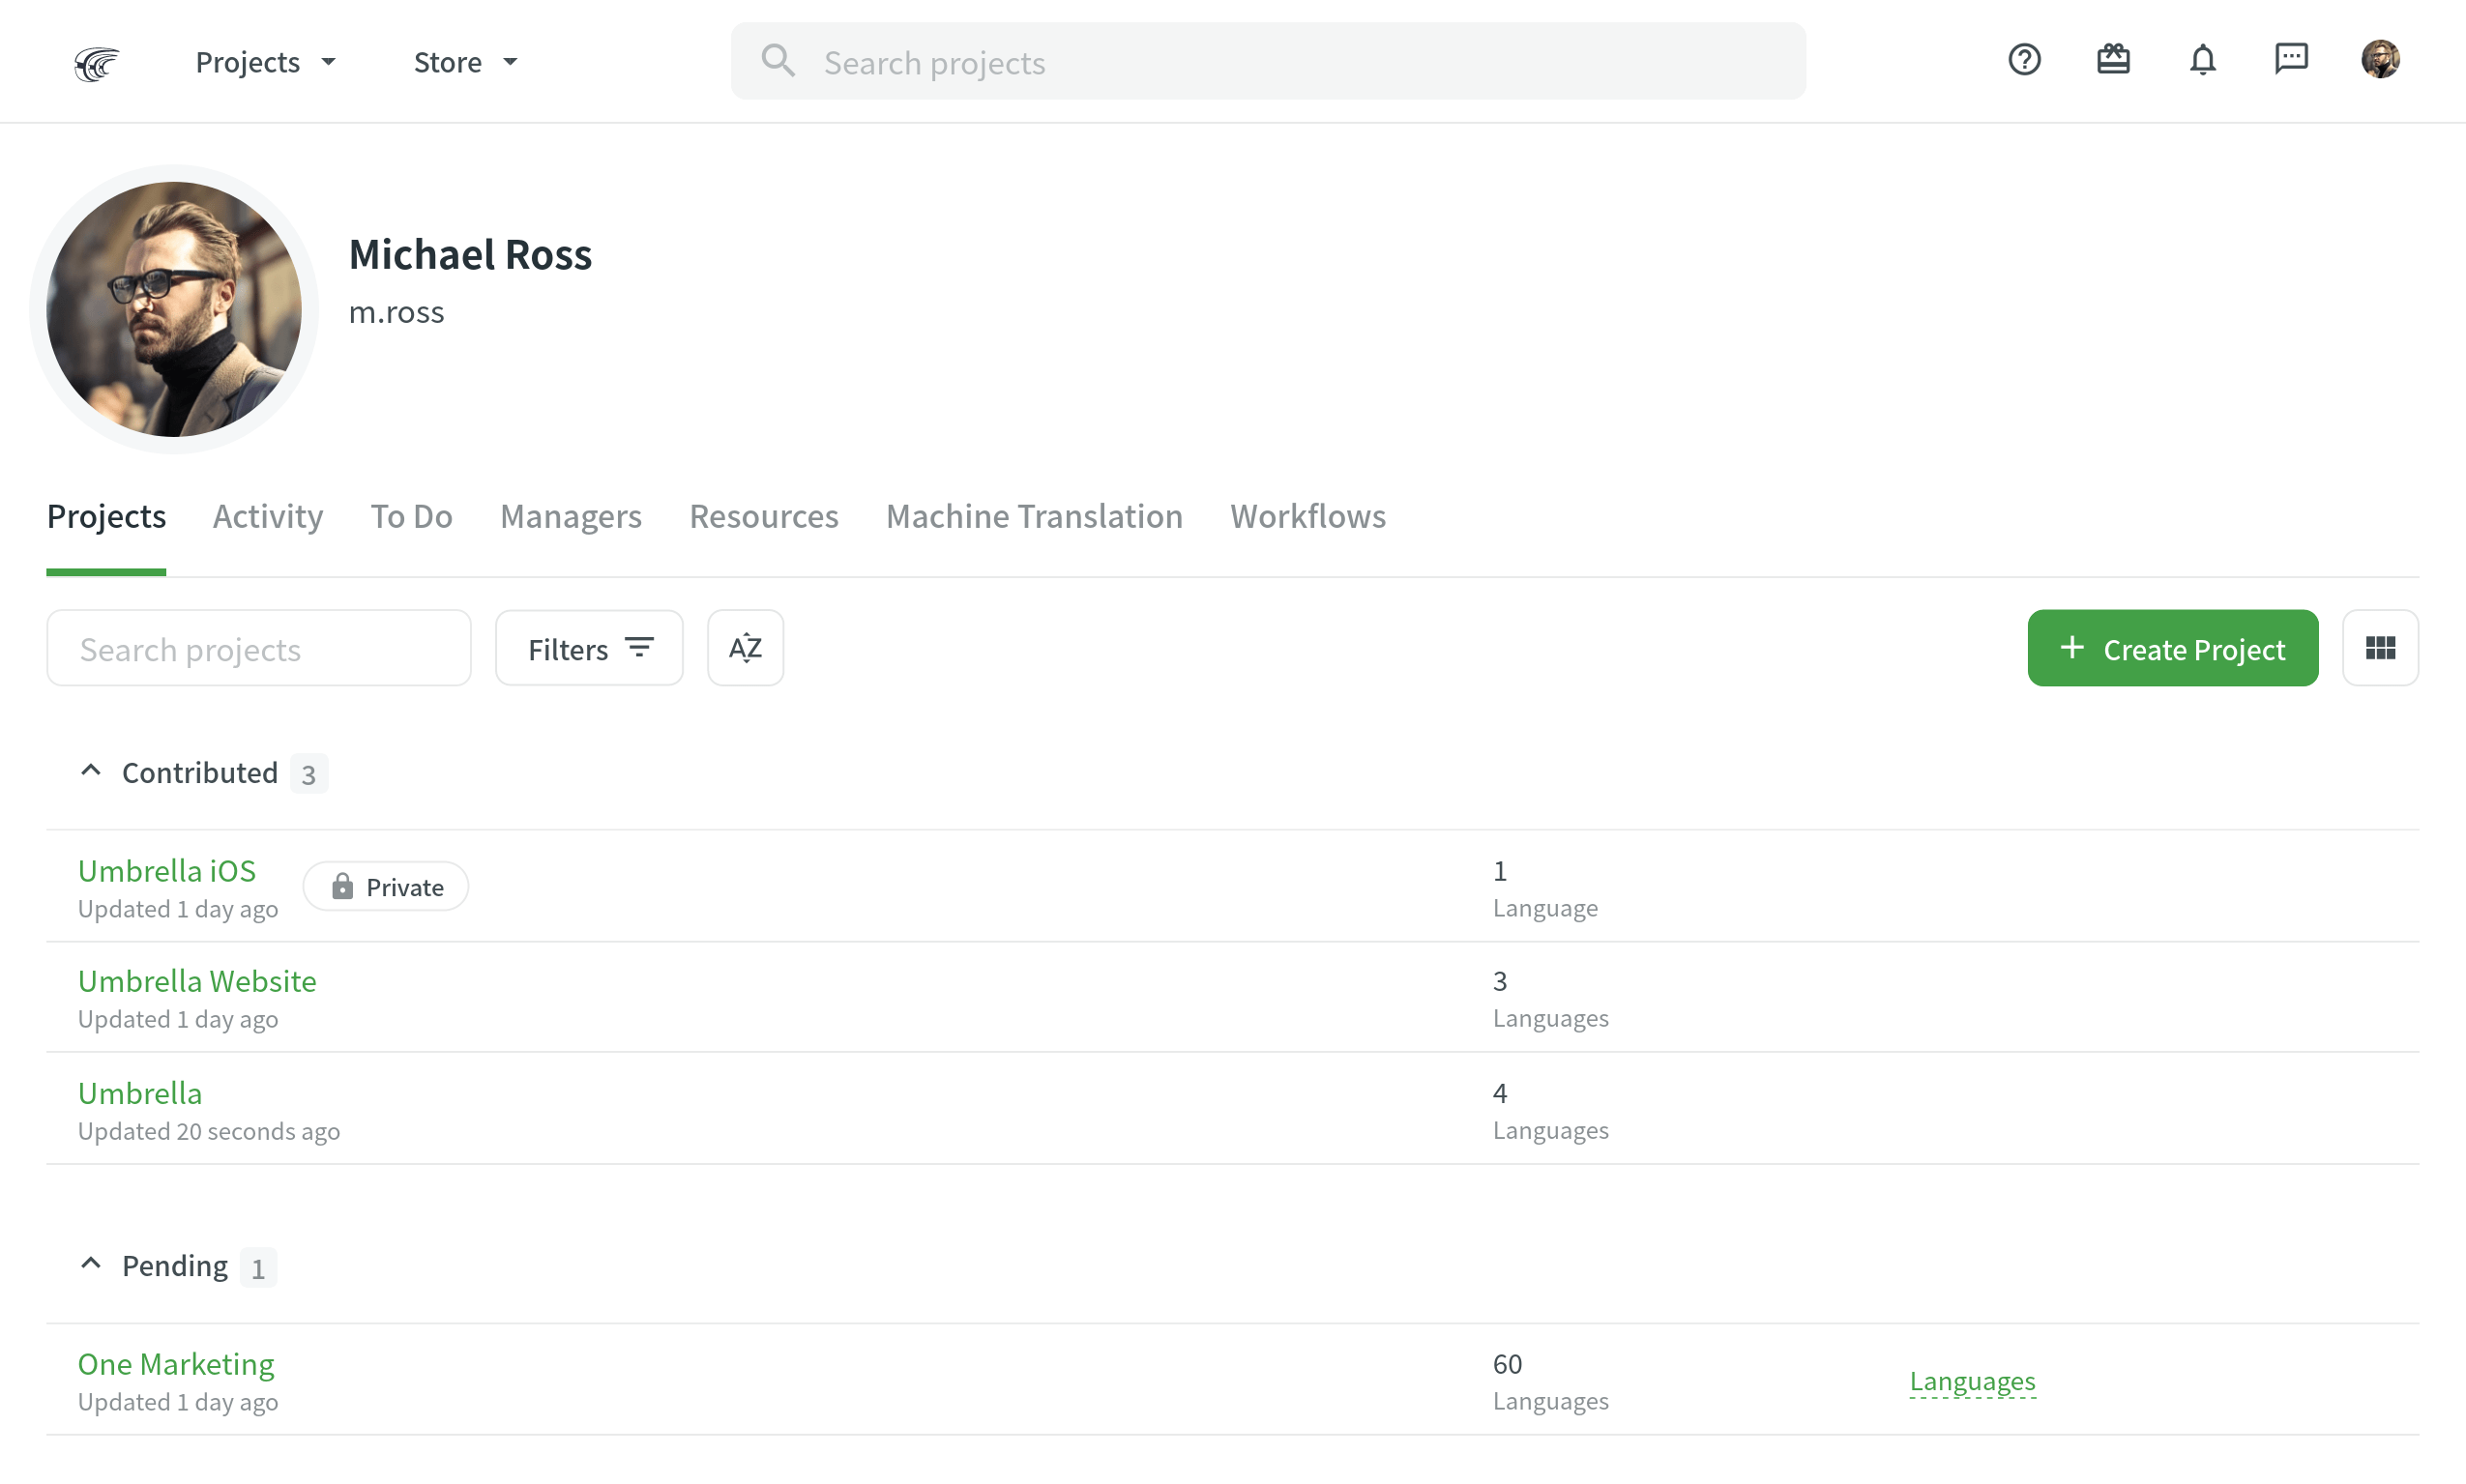 Projects Store Search projects
Michael Ross
m.ross
Projects Activity To Do Managers Resources Machine Translation Workflows
Search projects Filters AZ + Create Project
Contributed 3
Umbrella iOS
Updated 1 day ago
Private
1
Language
Umbrella Website
Updated 1 day ago
3
Languages
Umbrella
Updated 20 seconds ago
4
Languages
Pending 1
One Marketing
Updated 1 day ago
60
Languages
Languages